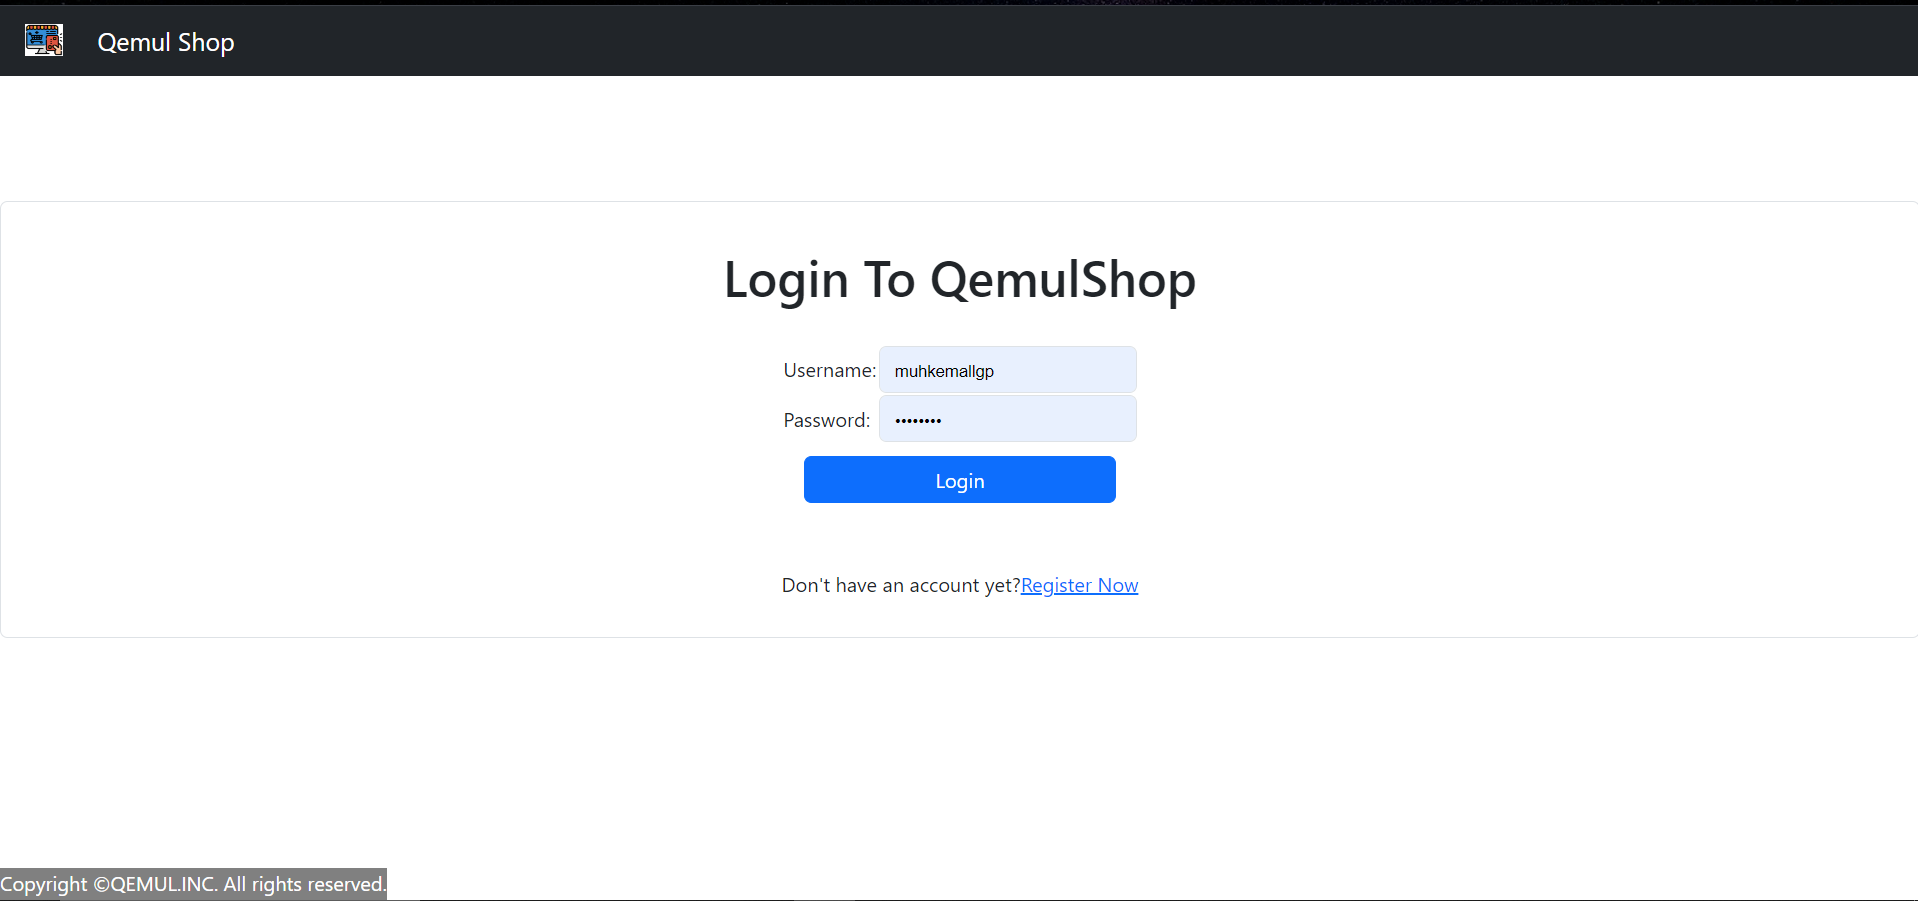 Qemul Shop
Login To QemulShop
Username: muhkemallgp
Password: ••••••••
Login
Don't have an account yet?Register Now
Copyright ©QEMUL.INC. All rights reserved.